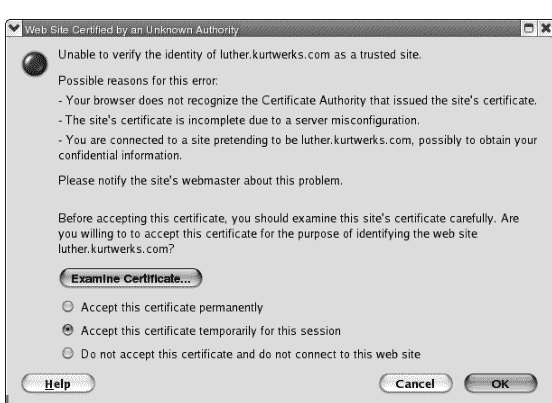 Web Site Certified by an Unknown Authority
Unable to verify the identity of luther.kurtwerks.com as a trusted site.
Possible reasons for this error:
- Your browser does not recognize the Certificate Authority that issued the site's certificate.
- The site's certificate is incomplete due to a server misconfiguration.
- You are connected to a site pretending to be luther.kurtwerks.com, possibly to obtain your
confidential information.
Please notify the site's webmaster about this problem.
Before accepting this certificate, you should examine this site's certificate carefully. Are
you willing to to accept this certificate for the purpose of identifying the web site
luther.kurtwerks.com?
Examine Certificate...
Accept this certificate permanently
Accept this certificate temporarily for this session
Do not accept this certificate and do not connect to this web site
Help
Cancel
OK